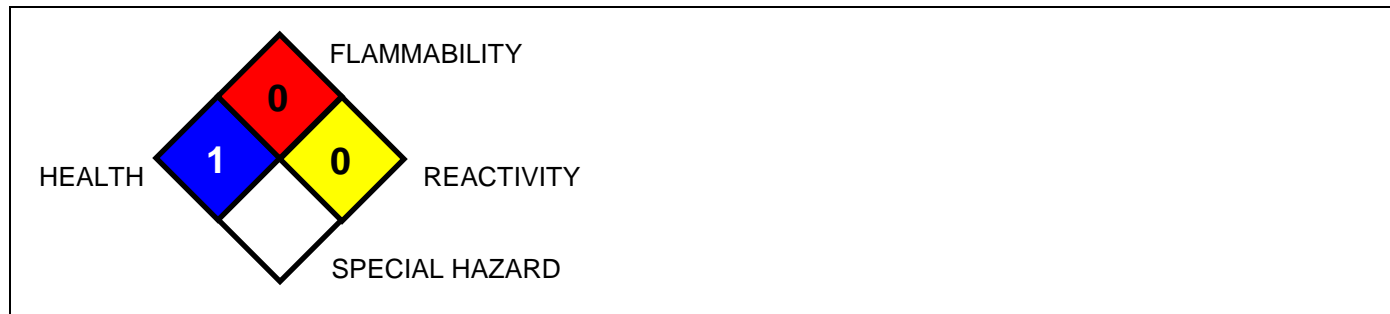 FLAMMABILITY
0
1
0
HEALTH
REACTIVITY
SPECIAL HAZARD